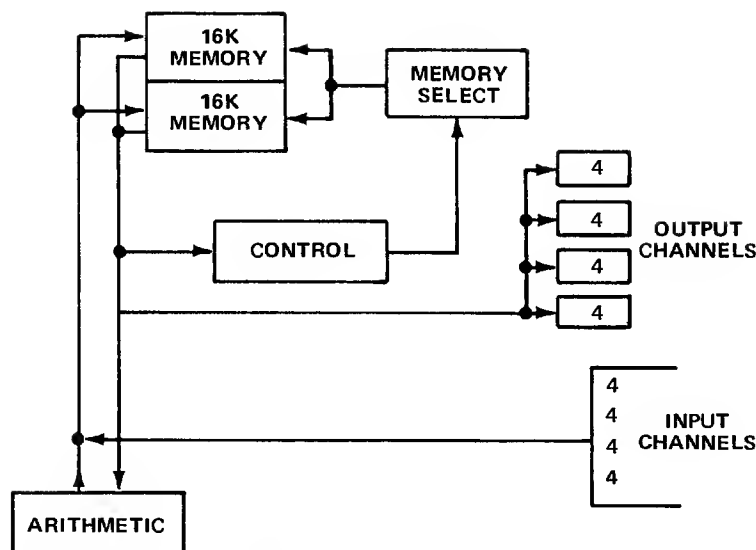 16K
MEMORY
16K
MEMORY
MEMORY
SELECT
4
4
4
4
OUTPUT
CHANNELS
CONTROL
4
4
4
4
INPUT
CHANNELS
ARITHMETIC